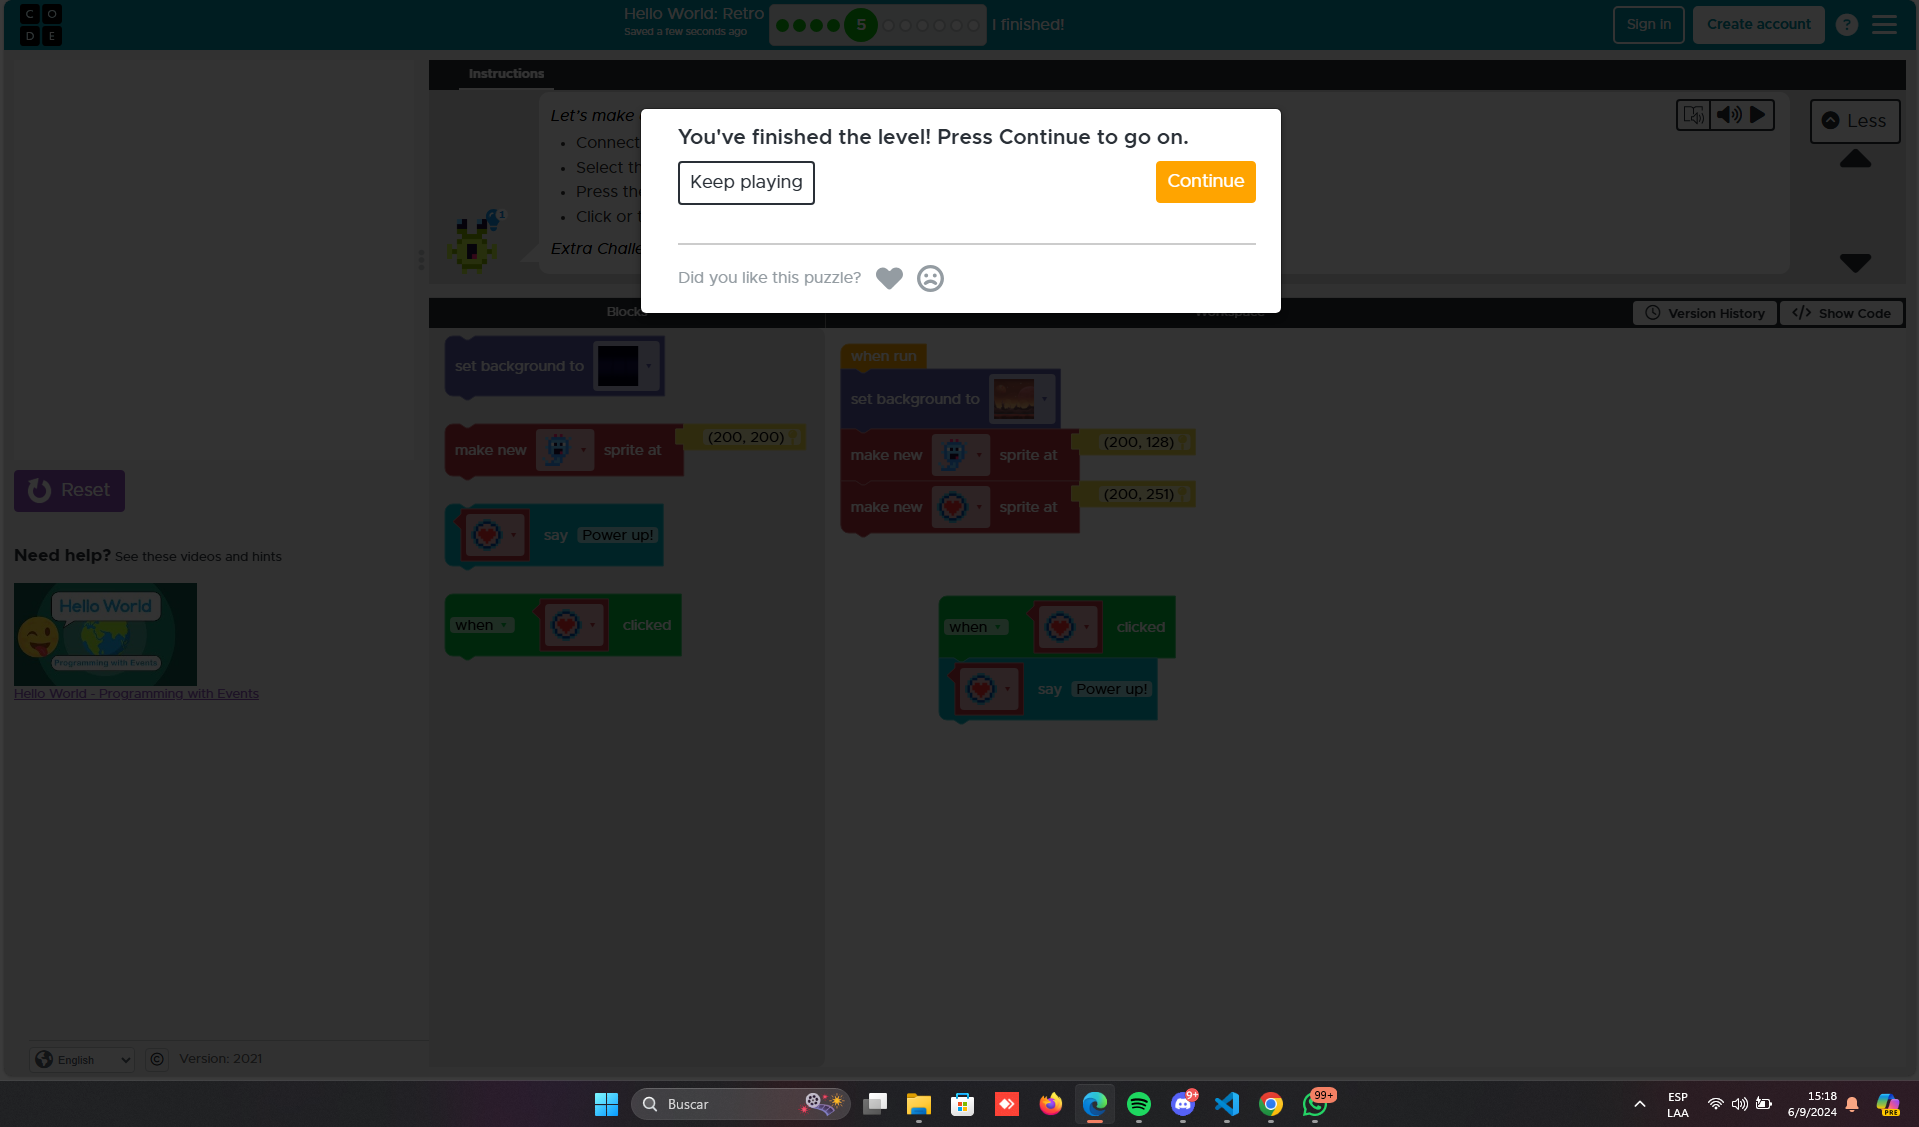 C O
D E
Hello World: Retro
Saved a few seconds ago
5
I finished!
Sign in
Create account
?
Instructions
Let's make
Connect
Select th
Press the
Click or
Extra Challe
1
Less
You've finished the level! Press Continue to go on.
Keep playing
Continue
Did you like this puzzle?
Blocks
Workspace
Version History
</> Show Code
set background to
make new sprite at (200, 200)
say Power up!
when clicked
when run
set background to
make new sprite at (200, 128)
make new sprite at (200, 251)
when clicked
say Power up!
Reset
Need help? See these videos and hints
Hello World
Programming with Events
Hello World - Programming with Events
English
©
Version: 2021
Buscar
9+
99+
ESP
LAA
15:18
6/9/2024
PRE